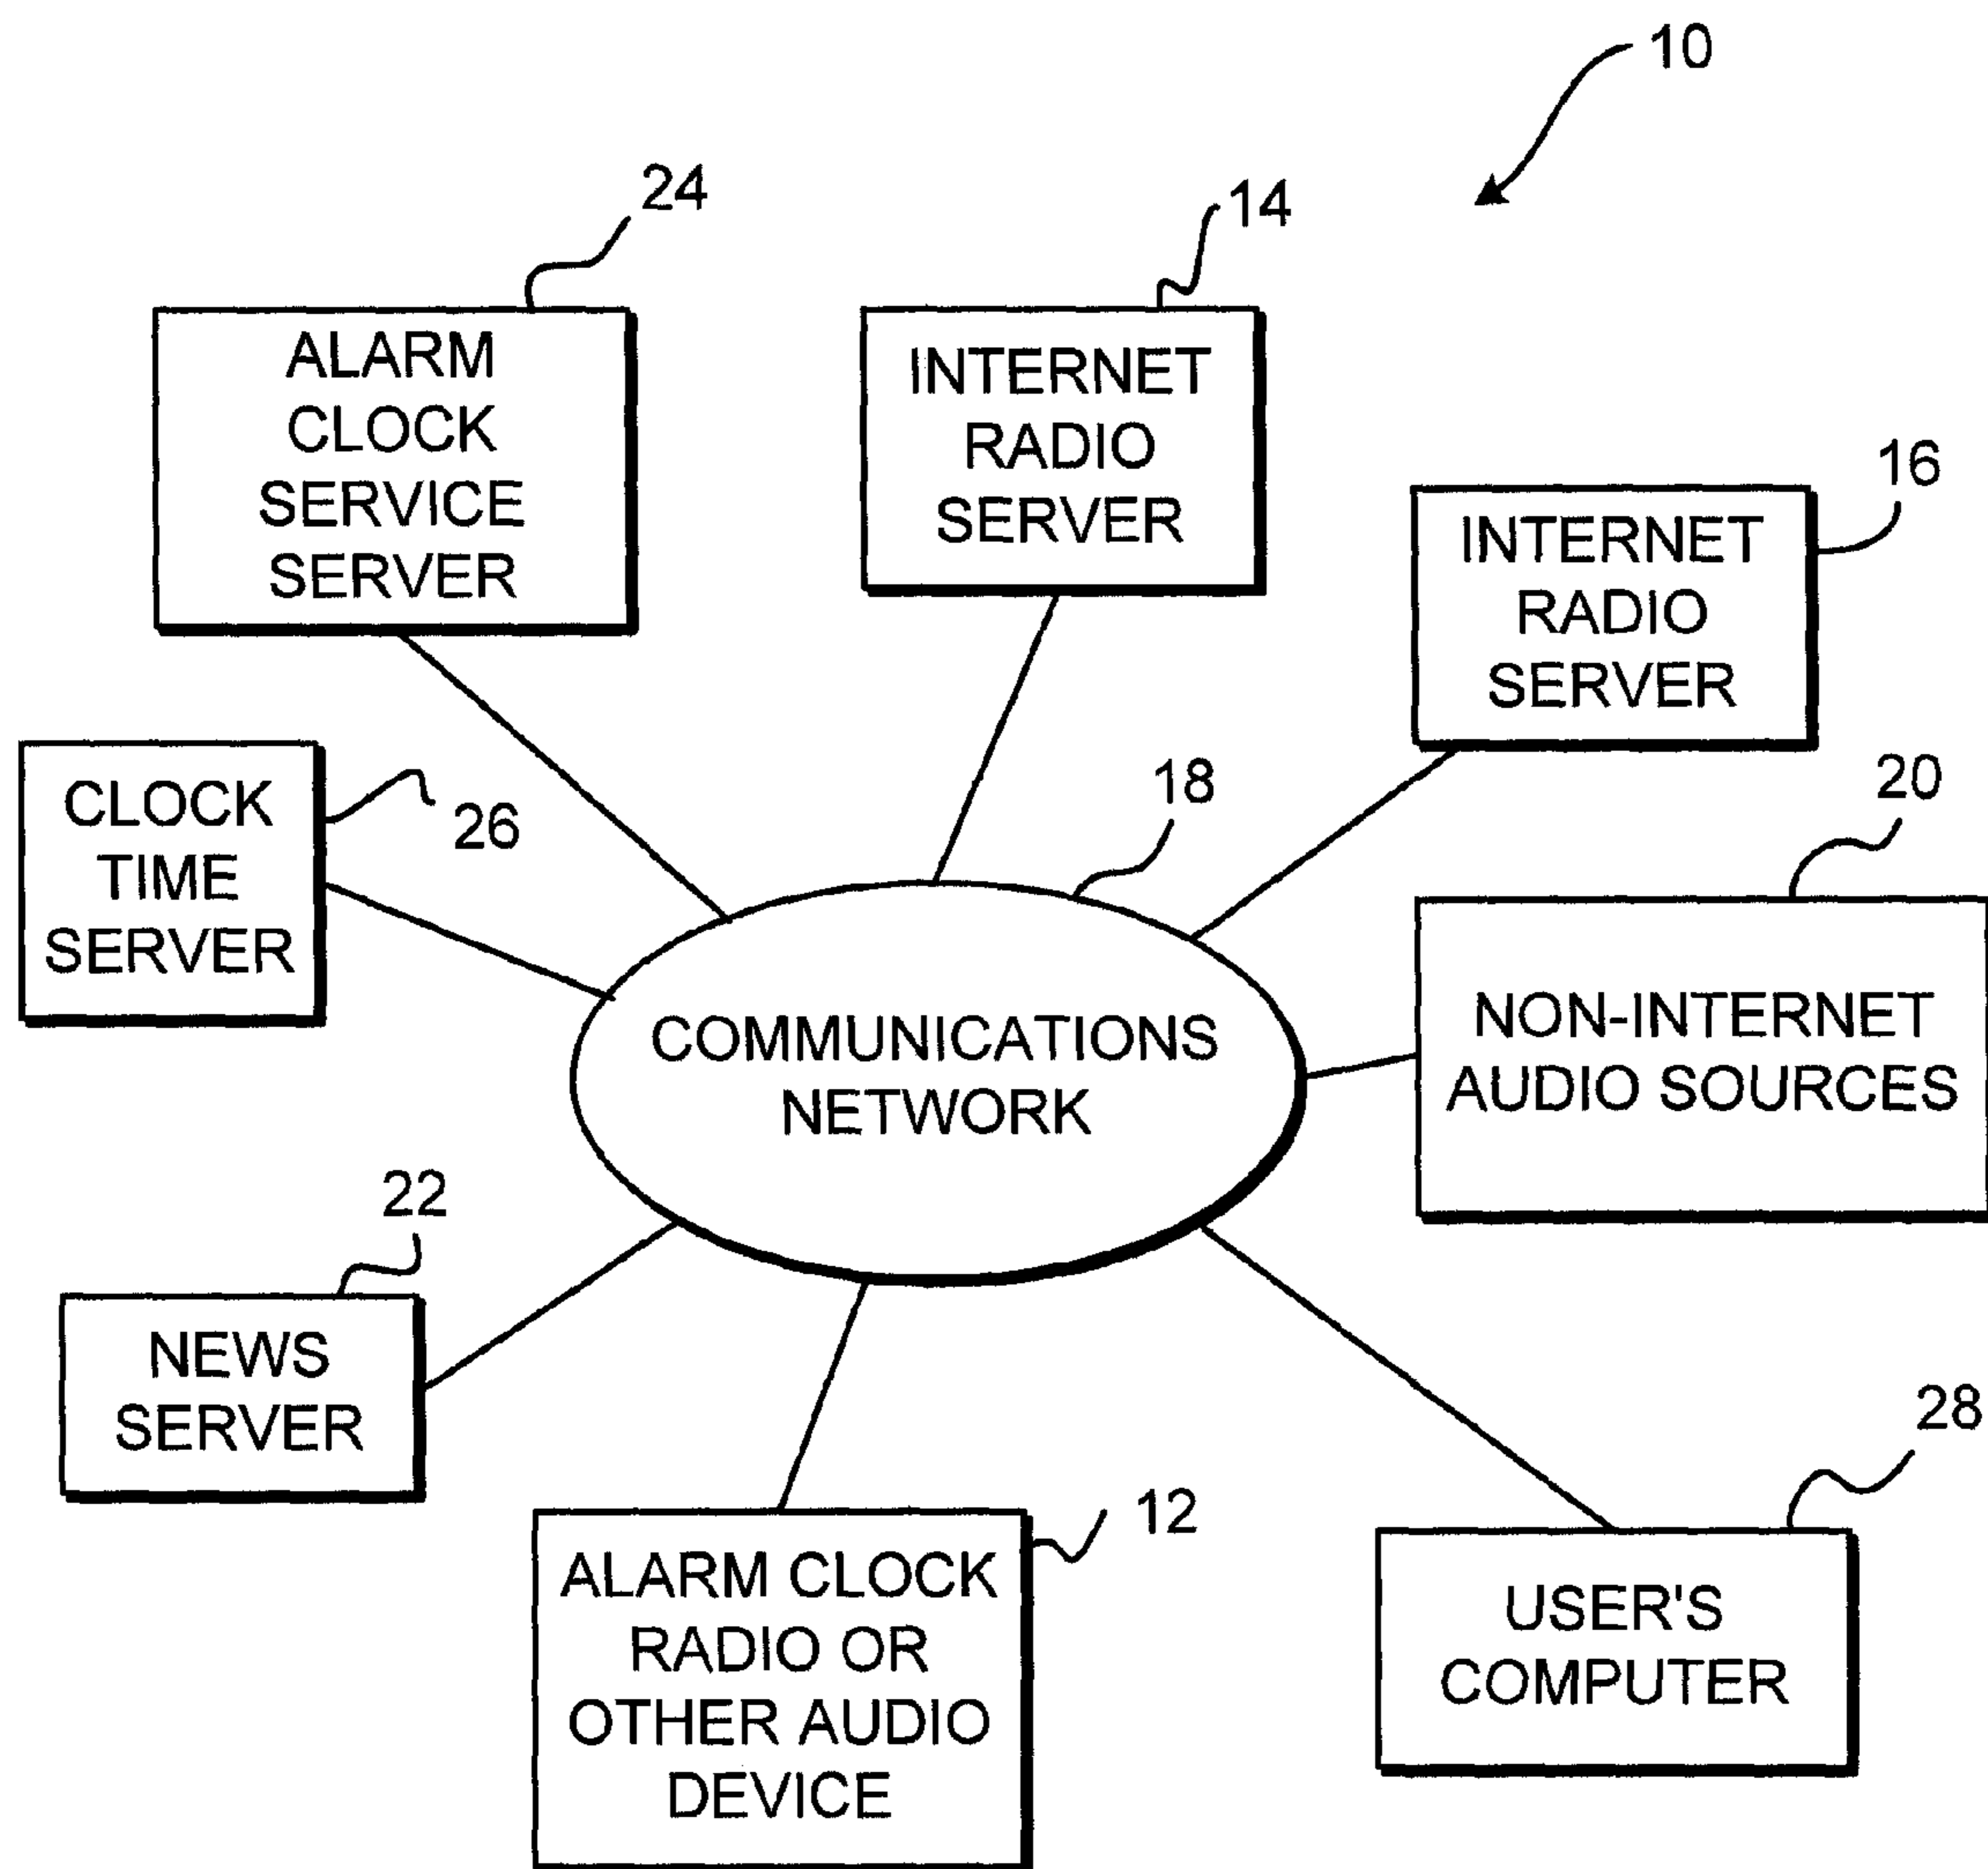 10
24
14
ALARM
CLOCK
SERVICE
SERVER
INTERNET
RADIO
SERVER
16
INTERNET
RADIO
SERVER
CLOCK
TIME
SERVER
26
18
20
COMMUNICATIONS
NETWORK
NON-INTERNET
AUDIO SOURCES
22
NEWS
SERVER
12
ALARM CLOCK
RADIO OR
OTHER AUDIO
DEVICE
28
USER'S
COMPUTER